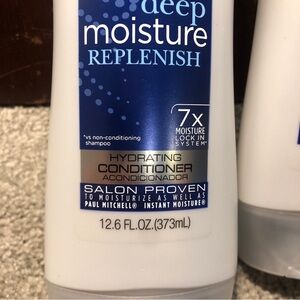 deep
moisture
REPLENISH
7x
MOISTURE
LOCK IN
SYSTEM*
*vs non-conditioning
shampoo
HYDRATING
CONDITIONER
ACONDICIONADOR
SALON PROVEN
TO MOISTURIZE AS WELL AS
PAUL MITCHELL® INSTANT MOISTURE®
12.6 FL.OZ.(373mL)